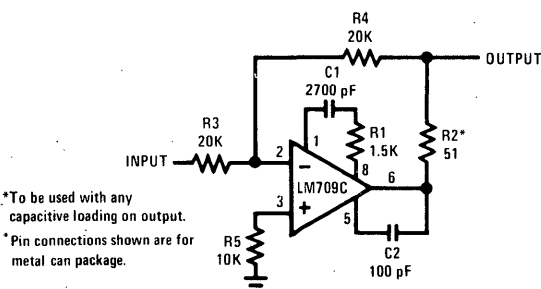 R4
20K
OUTPUT
C1
2700 pF
R3
20K
INPUT
2
1
R1
1.5K
R2*
51
8
LM709C
6
3
5
*To be used with any
capacitive loading on output.
*Pin connections shown are for
metal can package.
R5
10K
C2
100 pF